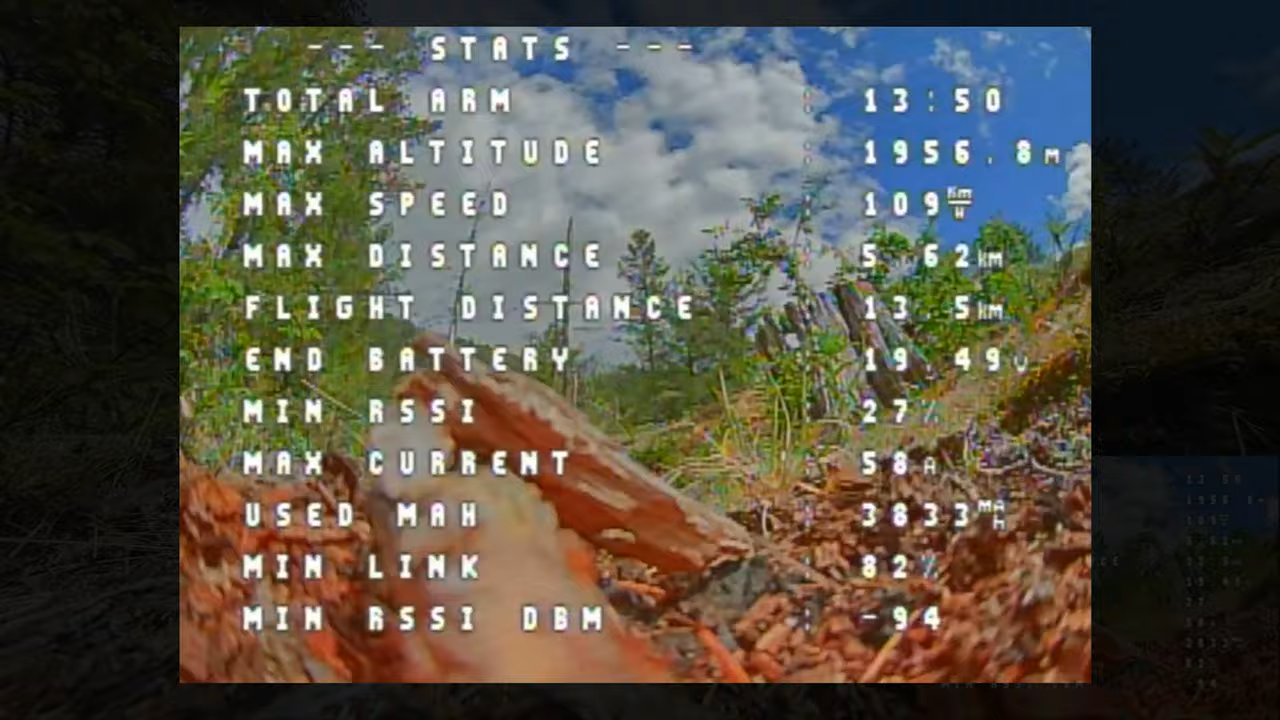 --- STATS ---
TOTAL ARM : 13:50
MAX ALTITUDE : 1956.8M
MAX SPEED : 109Km/H
MAX DISTANCE : 5.62km
FLIGHT DISTANCE : 13.5km
END BATTERY : 19.49V
MIN RSSI : 27%
MAX CURRENT : 58A
USED MAH : 3833MAH
MIN LINK : 82%
MIN RSSI DBM : -94